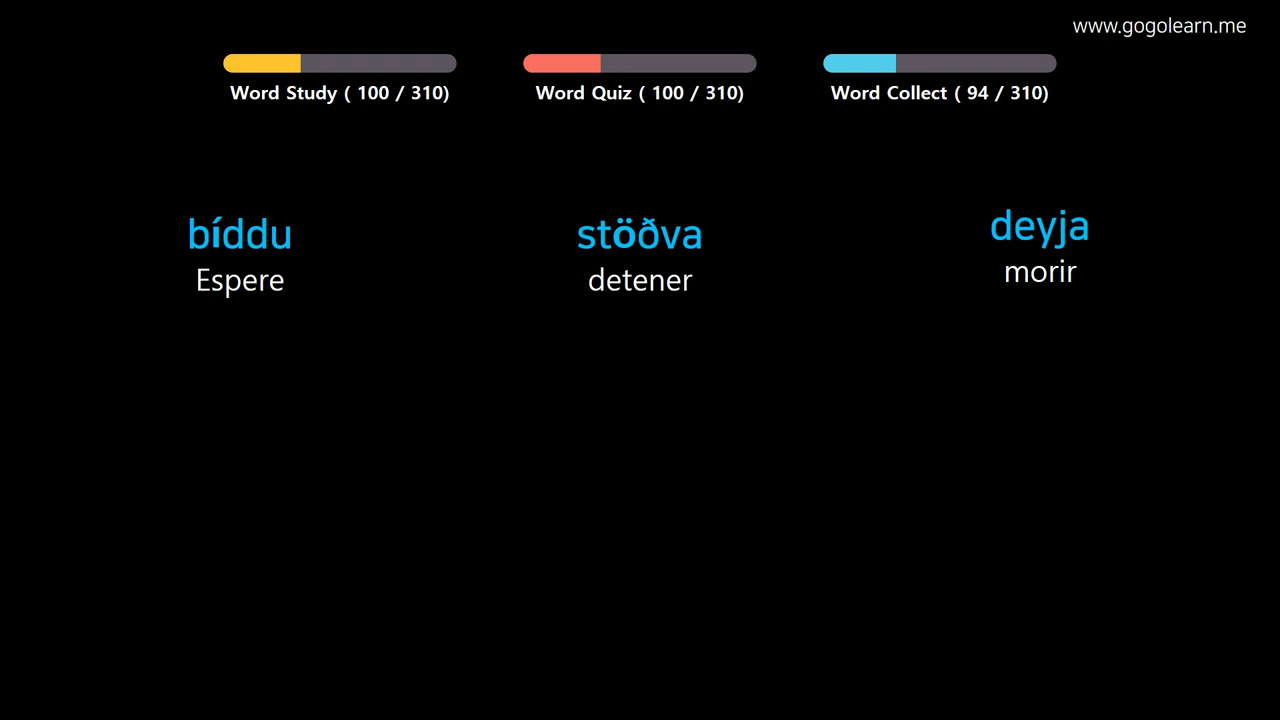 www.gogolearn.me
Word Study ( 100 / 310)
Word Quiz ( 100 / 310)
Word Collect ( 94 / 310)
bíddu
Espere
stöðva
detener
deyja
morir